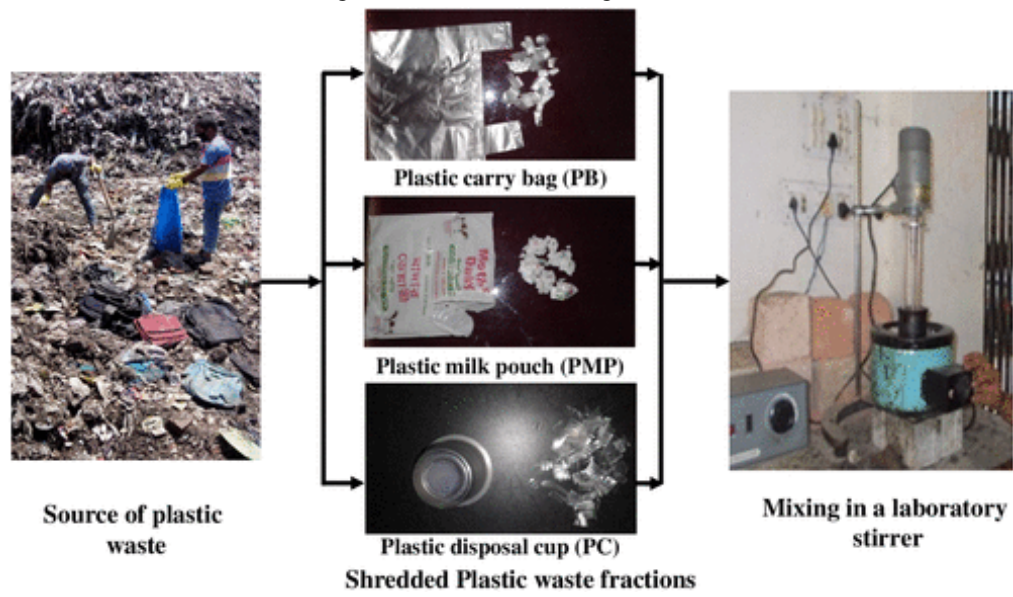 Plastic carry bag (PB)
Plastic milk pouch (PMP)
Plastic disposal cup (PC)
Shredded Plastic waste fractions
Source of plastic
waste
Mixing in a laboratory
stirrer